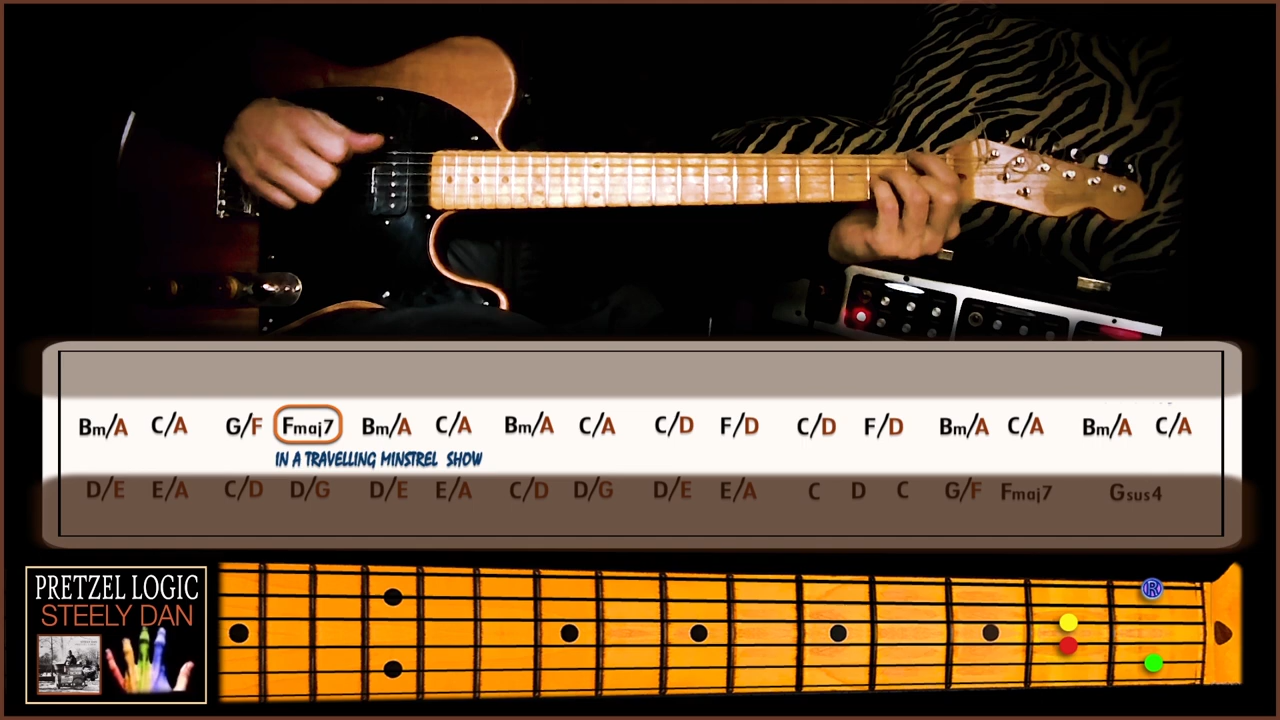 Bm/A C/A G/F Fmaj7 Bm/A C/A Bm/A C/A C/D F/D C/D F/D Bm/A C/A Bm/A C/A
IN A TRAVELLING MINSTREL SHOW
D/E E/A C/D D/G D/E E/A C/D D/G D/E E/A C D C G/F Fmaj7 Gsus4
PRETZEL LOGIC
STEELY DAN